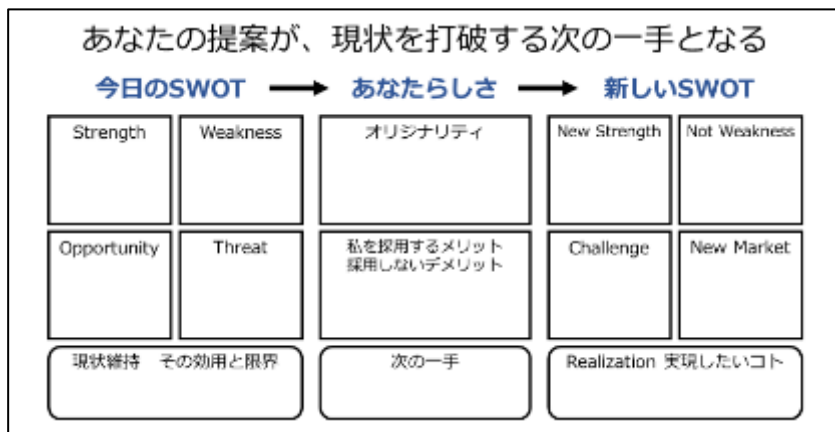 あなたの提案が、現状を打破する次の一手となる
今日のSWOT → あなたらしさ → 新しいSWOT
Strength
Weakness
オリジナリティ
New Strength
Not Weakness
Opportunity
Threat
私を採用するメリット
採用しないデメリット
Challenge
New Market
現状維持 その効用と限界
次の一手
Realization 実現したいコト